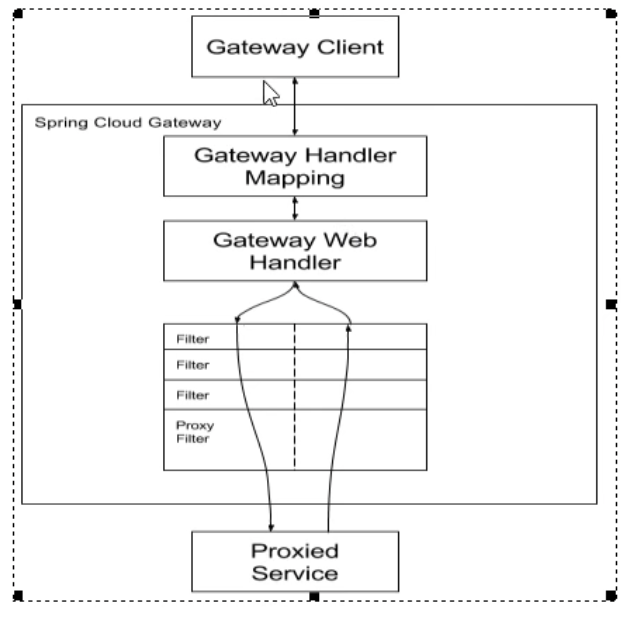 Gateway Client
Spring Cloud Gateway
Gateway Handler
Mapping
Gateway Web
Handler
Filter
Filter
Filter
Proxy
Filter
Proxied
Service